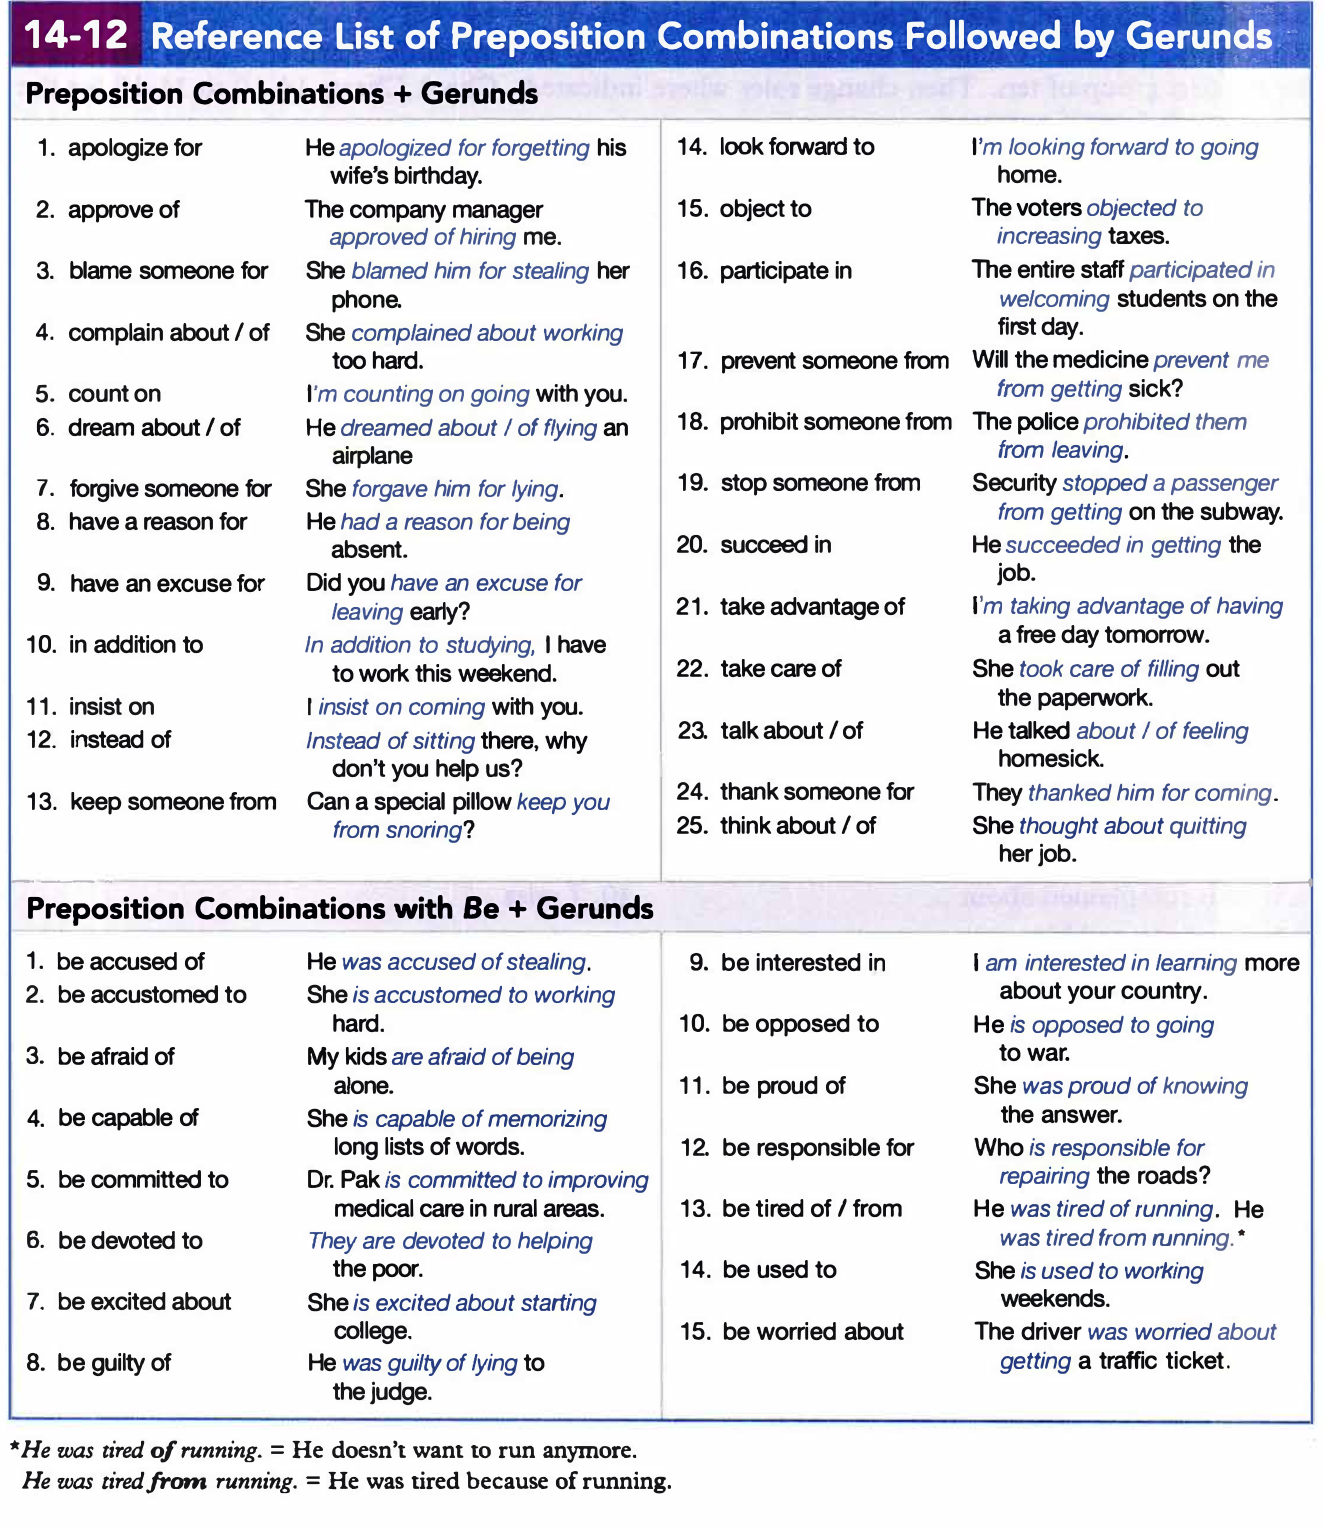 14-12 Reference List of Preposition Combinations Followed by Gerunds
Preposition Combinations + Gerunds
1. apologize for He apologized for forgetting his
wife's birthday.
2. approve of The company manager
approved of hiring me.
3. blame someone for She blamed him for stealing her
phone.
4. complain about / of She complained about working
too hard.
5. count on I'm counting on going with you.
6. dream about / of He dreamed about / of flying an
airplane
7. forgive someone for She forgave him for lying.
8. have a reason for He had a reason for being
absent.
9. have an excuse for Did you have an excuse for
leaving early?
10. in addition to In addition to studying, I have
to work this weekend.
11. insist on I insist on coming with you.
12. instead of Instead of sitting there, why
don't you help us?
13. keep someone from Can a special pillow keep you
from snoring?
14. look forward to I'm looking forward to going
home.
15. object to The voters objected to
increasing taxes.
16. participate in The entire staff participated in
welcoming students on the
first day.
17. prevent someone from Will the medicine prevent me
from getting sick?
18. prohibit someone from The police prohibited them
from leaving.
19. stop someone from Security stopped a passenger
from getting on the subway.
20. succeed in He succeeded in getting the
job.
21. take advantage of I'm taking advantage of having
a free day tomorrow.
22. take care of She took care of filling out
the paperwork.
23. talk about / of He talked about / of feeling
homesick.
24. thank someone for They thanked him for coming.
25. think about / of She thought about quitting
her job.
Preposition Combinations with Be + Gerunds
1. be accused of He was accused of stealing.
2. be accustomed to She is accustomed to working
hard.
3. be afraid of My kids are afraid of being
alone.
4. be capable of She is capable of memorizing
long lists of words.
5. be committed to Dr. Pak is committed to improving
medical care in rural areas.
6. be devoted to They are devoted to helping
the poor.
7. be excited about She is excited about starting
college.
8. be guilty of He was guilty of lying to
the judge.
9. be interested in I am interested in learning more
about your country.
10. be opposed to He is opposed to going
to war.
11. be proud of She was proud of knowing
the answer.
12. be responsible for Who is responsible for
repairing the roads?
13. be tired of / from He was tired of running. He
was tired from running.*
14. be used to She is used to working
weekends.
15. be worried about The driver was worried about
getting a traffic ticket.
*He was tired of running. = He doesn't want to run anymore.
He was tired from running. = He was tired because of running.